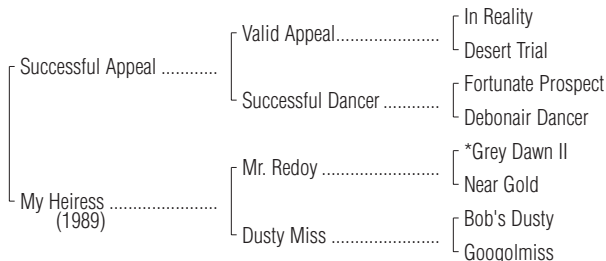 In Reality
Valid Appeal
Desert Trial
Successful Appeal
Fortunate Prospect
Successful Dancer
Debonair Dancer
*Grey Dawn II
Mr. Redoy
Near Gold
My Heiress
(1989)
Bob's Dusty
Dusty Miss
Googolmiss